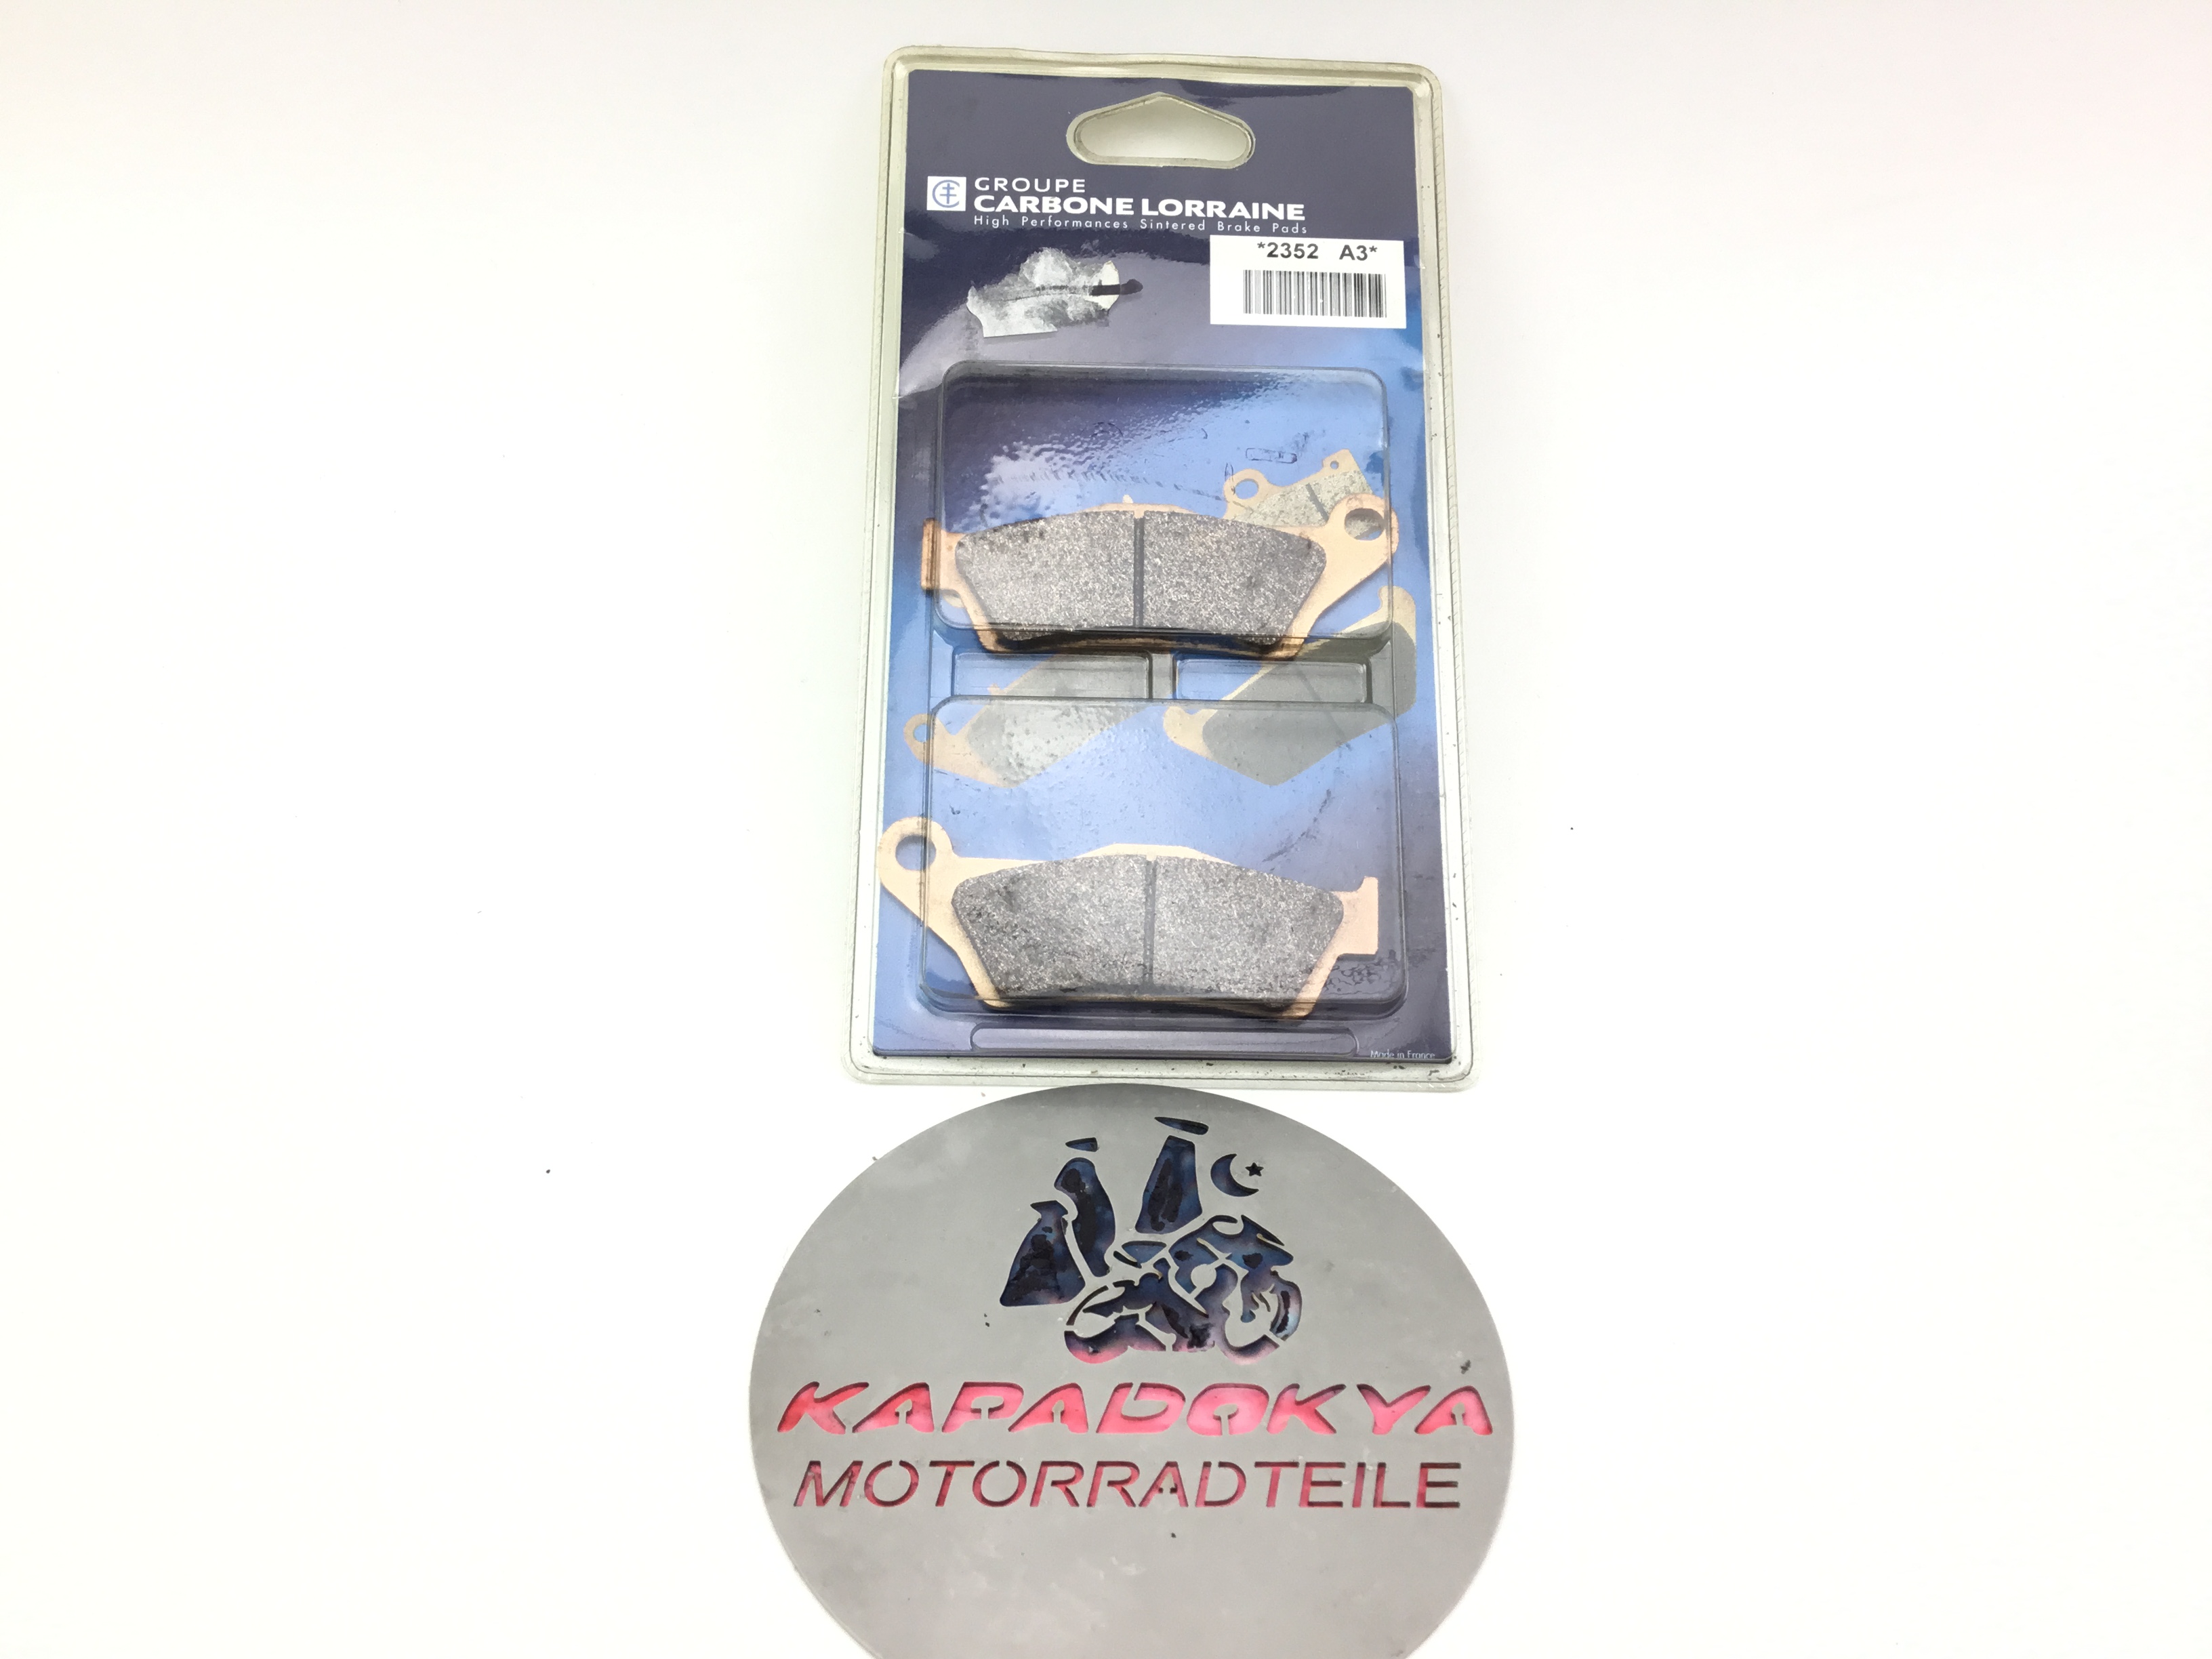 GROUPE
CARBONE LORRAINE
High Performances Sintered Brake Pads
*2352 A3*
Made in France
KAPADOKYA
MOTORRADTEILE